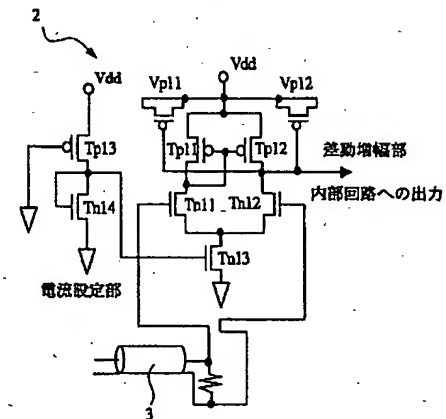 2
Vdd
Vp11
Vdd
Vp12
Tp13
Tp11
Tp12
差動増幅部
Tn14
Tp11
Tn12
内部回路への出力
Tn13
電流設定部
3